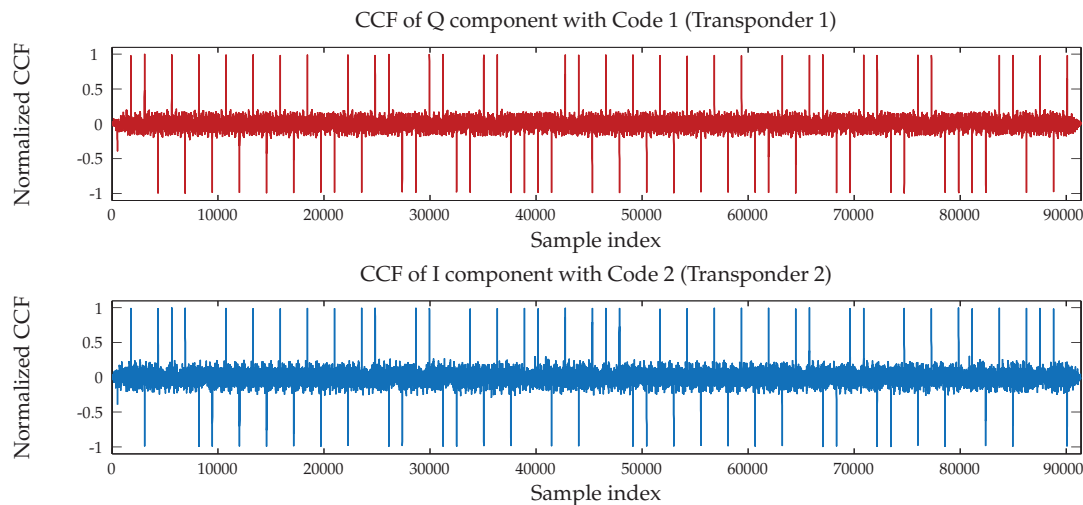 CCF of Q component with Code 1 (Transponder 1)
Normalized CCF
1
0.5
0
-0.5
-1
0 10000 20000 30000 40000 50000 60000 70000 80000 90000
Sample index
CCF of I component with Code 2 (Transponder 2)
Normalized CCF
1
0.5
0
-0.5
-1
0 10000 20000 30000 40000 50000 60000 70000 80000 90000
Sample index